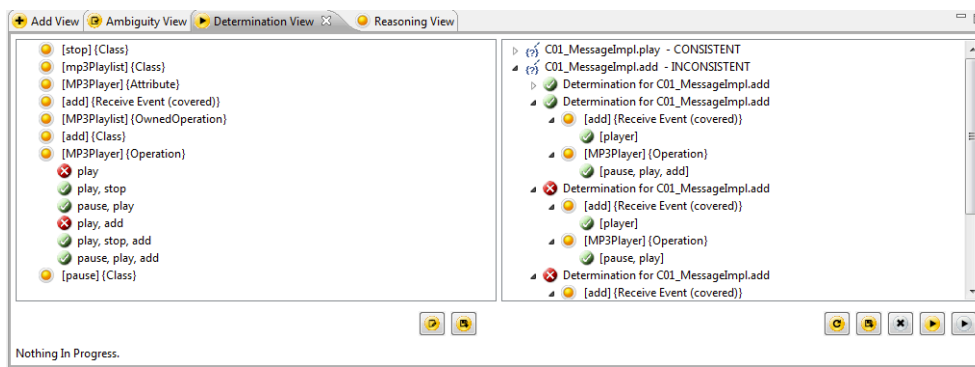 Add View Ambiguity View Determination View Reasoning View
[stop] {Class}
[mp3Playlist] {Class}
[MP3Player] {Attribute}
[add] {Receive Event (covered)}
[MP3Playlist] {OwnedOperation}
[add] {Class}
[MP3Player] {Operation}
play
play, stop
pause, play
play, add
play, stop, add
pause, play, add
[pause] {Class}
{?} C01_MessageImpl.play - CONSISTENT
{?} C01_MessageImpl.add - INCONSISTENT
Determination for C01_MessageImpl.add
Determination for C01_MessageImpl.add
[add] {Receive Event (covered)}
[player]
[MP3Player] {Operation}
[pause, play, add]
Determination for C01_MessageImpl.add
[add] {Receive Event (covered)}
[player]
[MP3Player] {Operation}
[pause, play]
Determination for C01_MessageImpl.add
[add] {Receive Event (covered)}
Nothing In Progress.